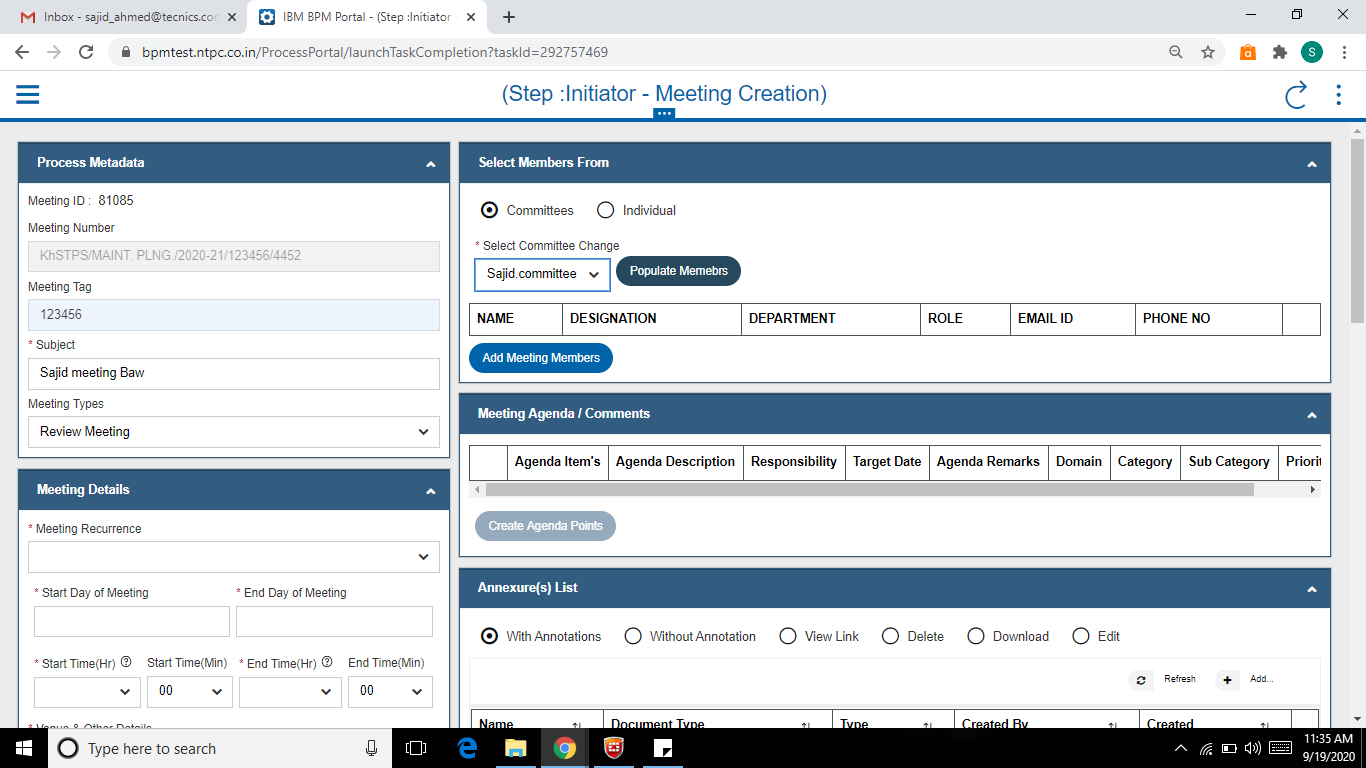 Inbox - sajid_ahmed@tecnics.con
IBM BPM Portal - (Step :Initiator -
bpmtest.ntpc.co.in/ProcessPortal/launchTaskCompletion?taskId=292757469
S
(Step :Initiator - Meeting Creation)
Process Metadata
Meeting ID : 81085
Meeting Number
KhSTPS/MAINT. PLNG./2020-21/123456/4452
Meeting Tag
123456
* Subject
Sajid meeting Baw
Meeting Types
Review Meeting
Meeting Details
* Meeting Recurrence
* Start Day of Meeting * End Day of Meeting
* Start Time(Hr) Start Time(Min) * End Time(Hr) End Time(Min)
00 00
* Venue & Other Details
Select Members From
Committees Individual
* Select Committee Change
Sajid.committee Populate Memebrs
NAME DESIGNATION DEPARTMENT ROLE EMAIL ID PHONE NO
Add Meeting Members
Meeting Agenda / Comments
Agenda Item's Agenda Description Responsibility Target Date Agenda Remarks Domain Category Sub Category Priorit
Create Agenda Points
Annexure(s) List
With Annotations Without Annotation View Link Delete Download Edit
Refresh Add...
Name Document Type Type Created By Created
Type here to search
11:35 AM
9/19/2020